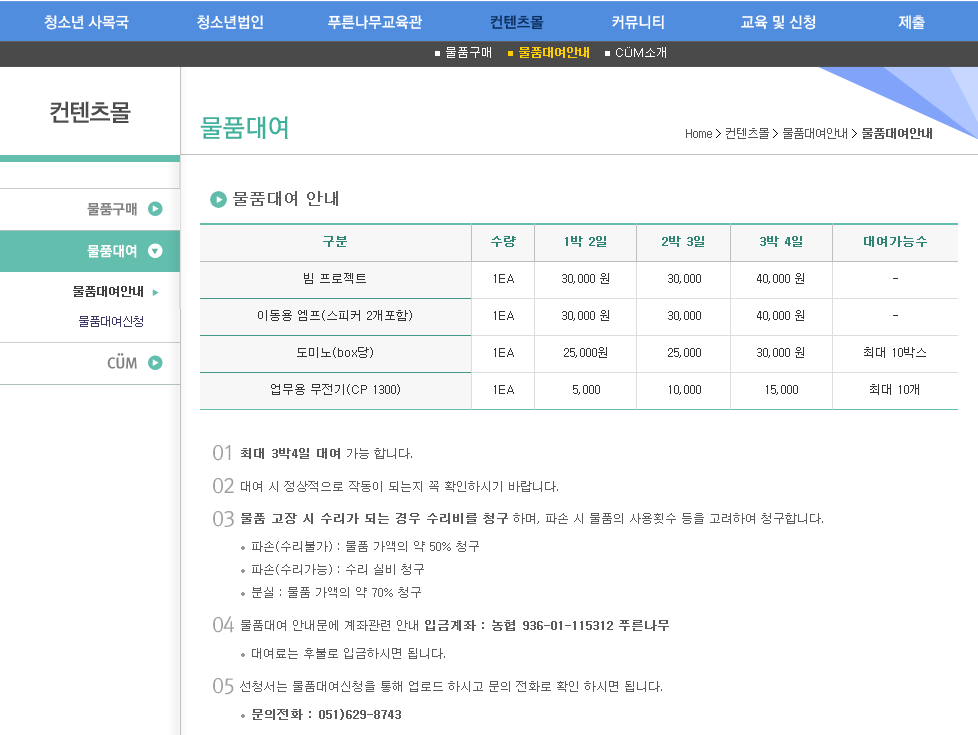 청소년 사목국 청소년법인 푸른나무교육관 컨텐츠몰 커뮤니티 교육 및 신청 제출
물품구매 물품대여안내 CÜM소개
컨텐츠몰
물품대여
Home > 컨텐츠몰 > 물품대여안내 > 물품대여안내
물품구매
물품대여
물품대여안내
물품대여신청
CÜM
물품대여 안내
구분 수량 1박 2일 2박 3일 3박 4일 대여가능수
빔 프로젝트 1EA 30,000 원 30,000 40,000 원 -
이동용 엠프(스피커 2개포함) 1EA 30,000 원 30,000 40,000 원 -
도미노(box당) 1EA 25,000원 25,000 30,000 원 최대 10박스
업무용 무전기(CP 1300) 1EA 5,000 10,000 15,000 최대 10개
01 최대 3박4일 대여 가능 합니다.
02 대여 시 정상적으로 작동이 되는지 꼭 확인하시기 바랍니다.
03 물품 고장 시 수리가 되는 경우 수리비를 청구 하며, 파손 시 물품의 사용횟수 등을 고려하여 청구합니다.
• 파손(수리불가) : 물품 가액의 약 50% 청구
• 파손(수리가능) : 수리 실비 청구
• 분실 : 물품 가액의 약 70% 청구
04 물품대여 안내문에 계좌관련 안내 입금계좌 : 농협 936-01-115312 푸른나무
• 대여료는 후불로 입금하시면 됩니다.
05 선청서는 물품대여신청을 통해 업로드 하시고 문의 전화로 확인 하시면 됩니다.
• 문의전화 : 051)629-8743